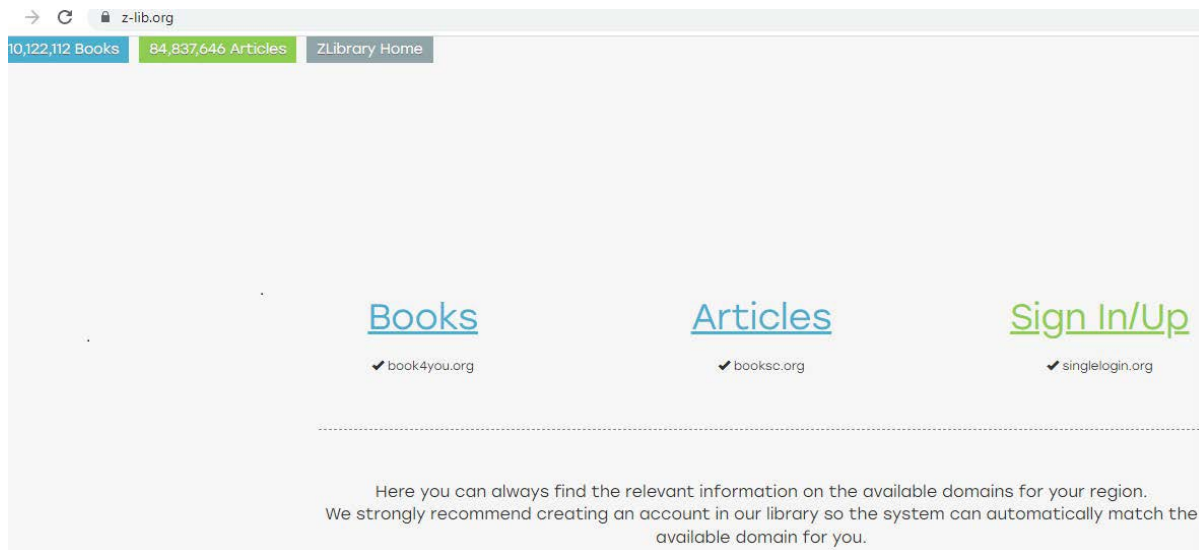 z-lib.org
10,122,112 Books 84,837,646 Articles ZLibrary Home
Books Articles Sign In/Up
✔ book4you.org ✔ booksc.org ✔ singlelogin.org
Here you can always find the relevant information on the available domains for your region.
We strongly recommend creating an account in our library so the system can automatically match the
available domain for you.